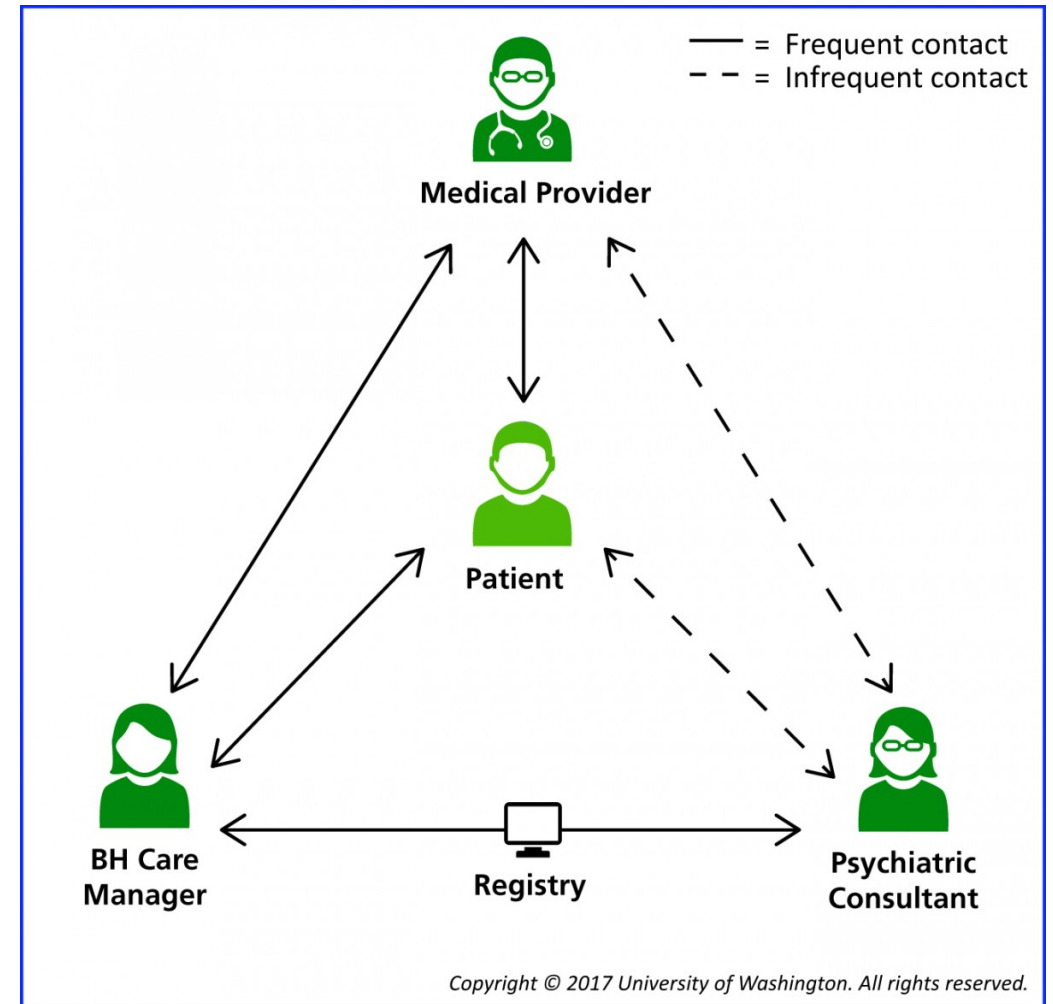 = Frequent contact
= Infrequent contact
Medical Provider
Patient
BH Care
Manager
Registry
Psychiatric
Consultant
Copyright © 2017 University of Washington. All rights reserved.